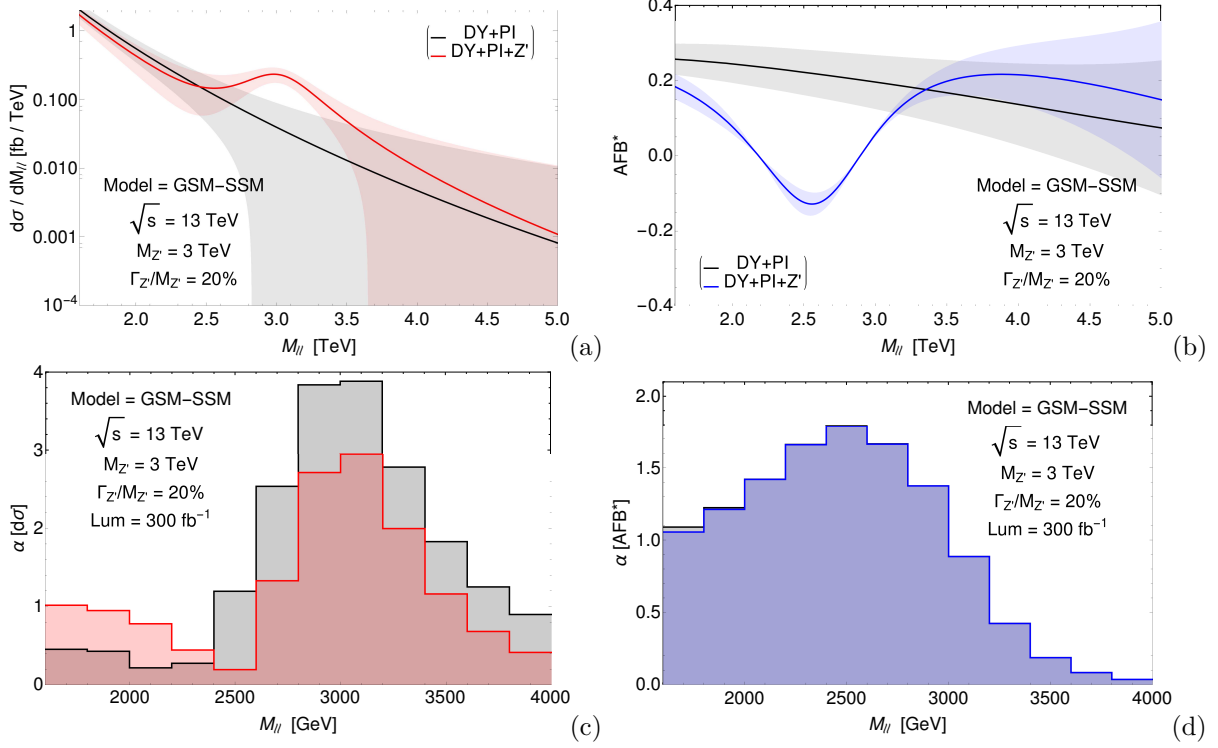 1
0.100
0.010
0.001
10⁻⁴
dσ / dM_ll [fb / TeV]
DY+PI
DY+PI+Z'
Model = GSM−SSM
√s = 13 TeV
M_Z' = 3 TeV
Γ_Z'/M_Z' = 20%
2.0 2.5 3.0 3.5 4.0 4.5 5.0
M_ll [TeV]
(a)
0.4
0.2
0.0
−0.2
−0.4
AFB*
Model = GSM−SSM
√s = 13 TeV
M_Z' = 3 TeV
Γ_Z'/M_Z' = 20%
DY+PI
DY+PI+Z'
2.0 2.5 3.0 3.5 4.0 4.5 5.0
M_ll [TeV]
(b)
4
3
2
1
0
α [dσ]
Model = GSM−SSM
√s = 13 TeV
M_Z' = 3 TeV
Γ_Z'/M_Z' = 20%
Lum = 300 fb⁻¹
2000 2500 3000 3500 4000
M_ll [GeV]
(c)
2.0
1.5
1.0
0.5
0.0
α [AFB*]
Model = GSM−SSM
√s = 13 TeV
M_Z' = 3 TeV
Γ_Z'/M_Z' = 20%
Lum = 300 fb⁻¹
2000 2500 3000 3500 4000
M_ll [GeV]
(d)